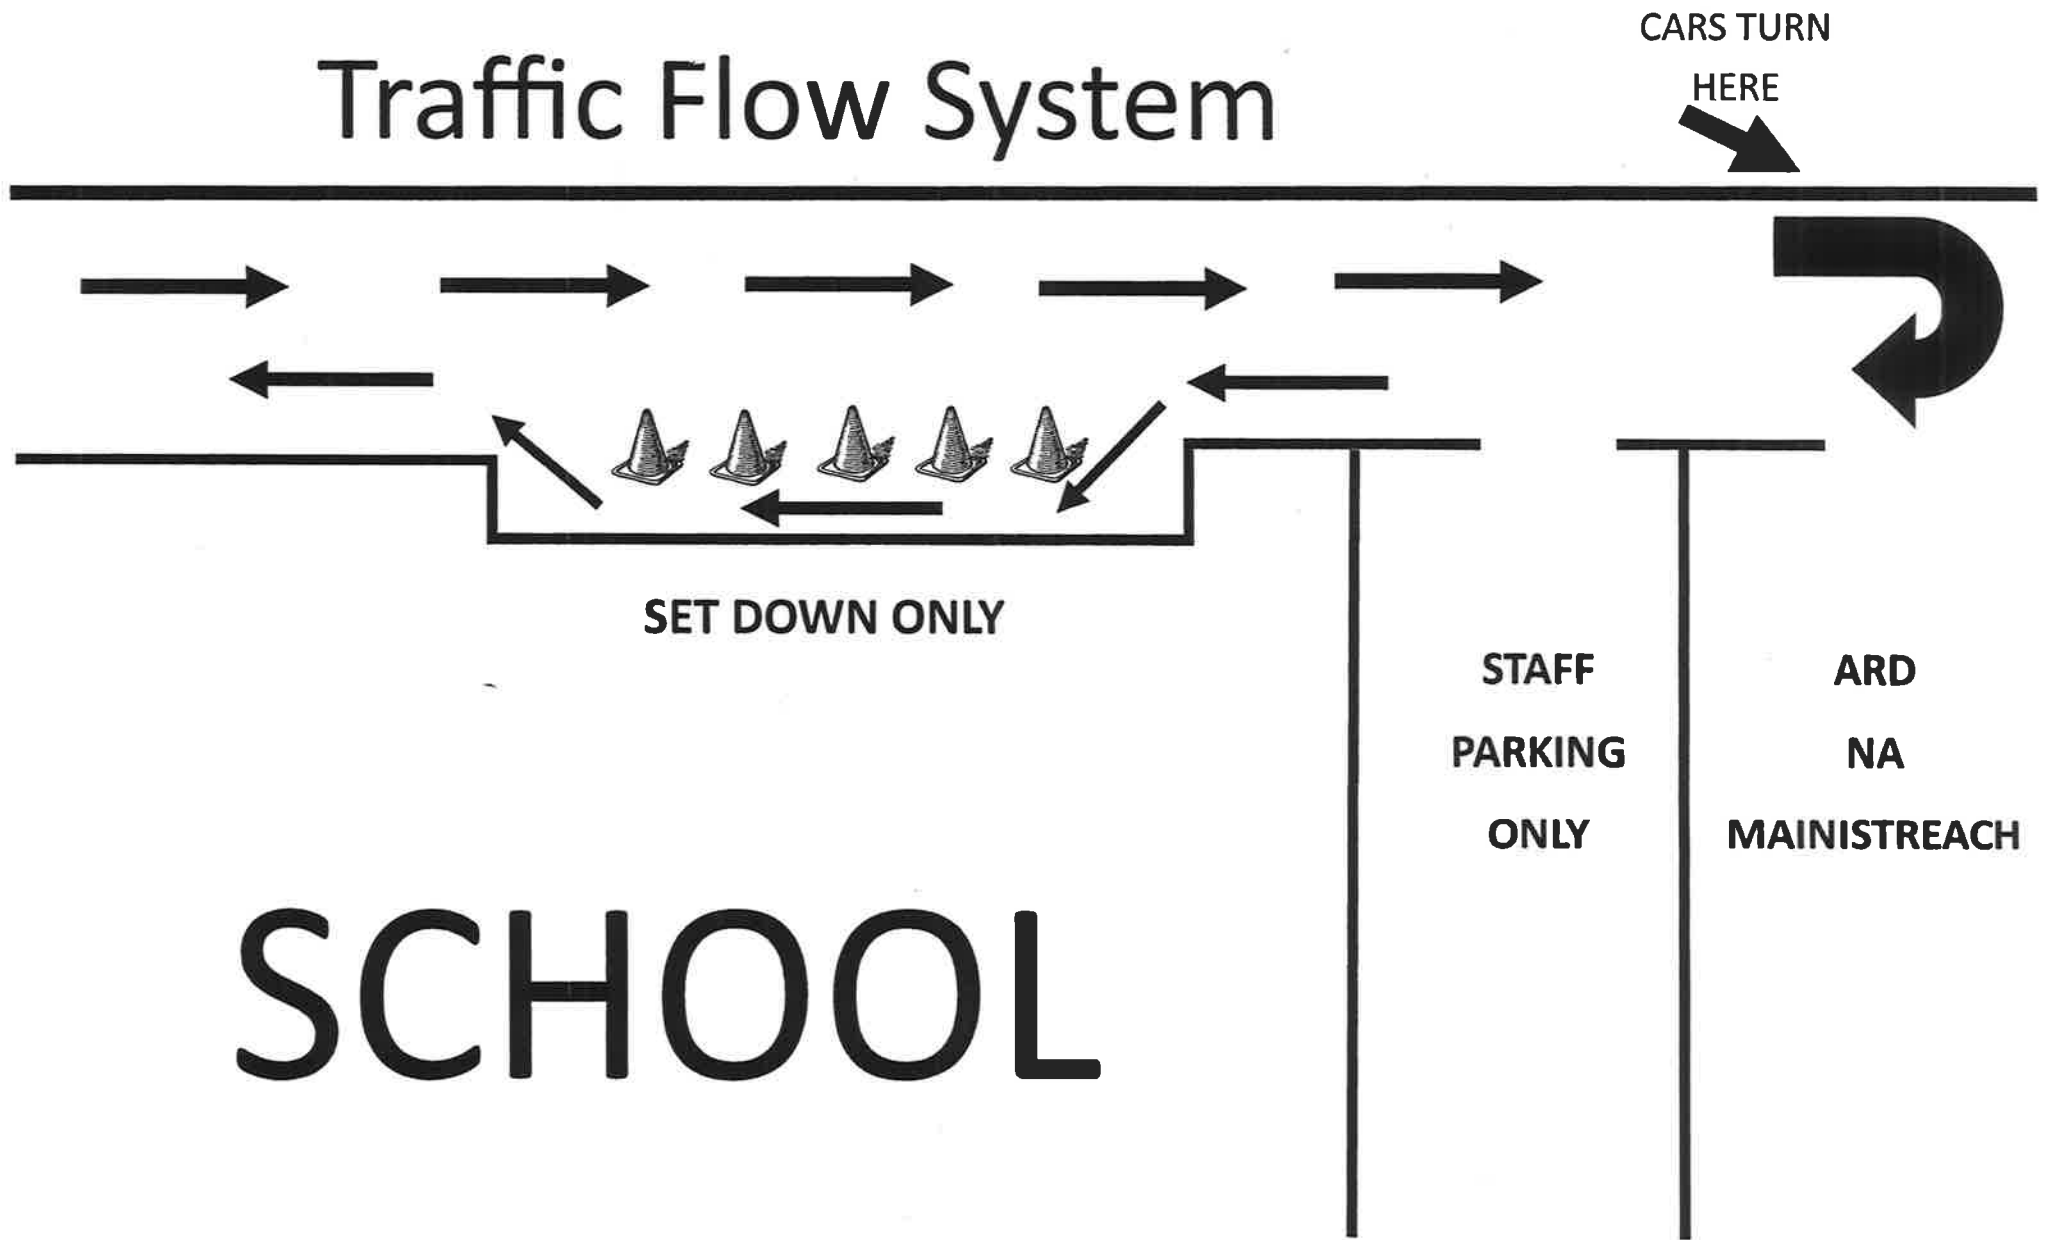 Traffic Flow System
CARS TURN
HERE
SET DOWN ONLY
STAFF
PARKING
ONLY
ARD
NA
MAINISTREACH
SCHOOL